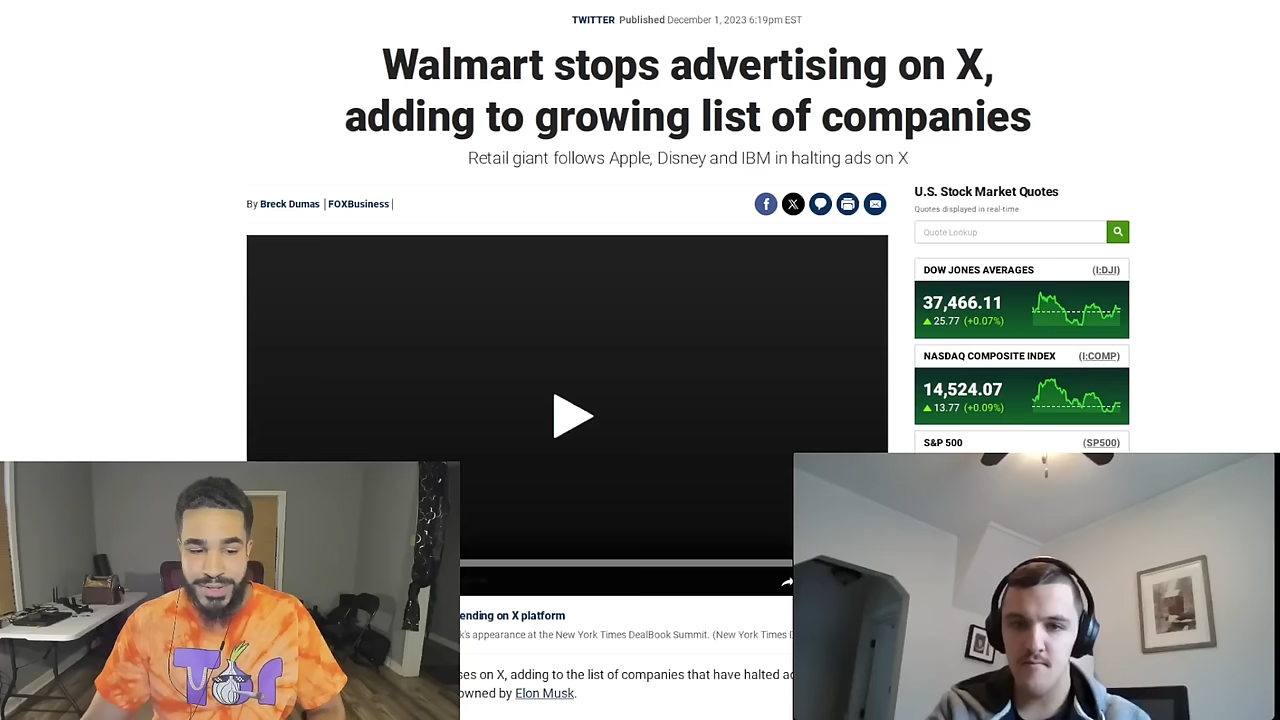 TWITTER Published December 1, 2023 6:19pm EST
Walmart stops advertising on X,
adding to growing list of companies
Retail giant follows Apple, Disney and IBM in halting ads on X
By Breck Dumas | FOXBusiness |
U.S. Stock Market Quotes
Quotes displayed in real-time
Quote Lookup
DOW JONES AVERAGES (I:DJI)
37,466.11
25.77 (+0.07%)
NASDAQ COMPOSITE INDEX (I:COMP)
14,524.07
13.77 (+0.09%)
S&P 500 (SP500)
ending on X platform
's appearance at the New York Times DealBook Summit. (New York Times
on X, adding to the list of companies that have halted
owned by Elon Musk.